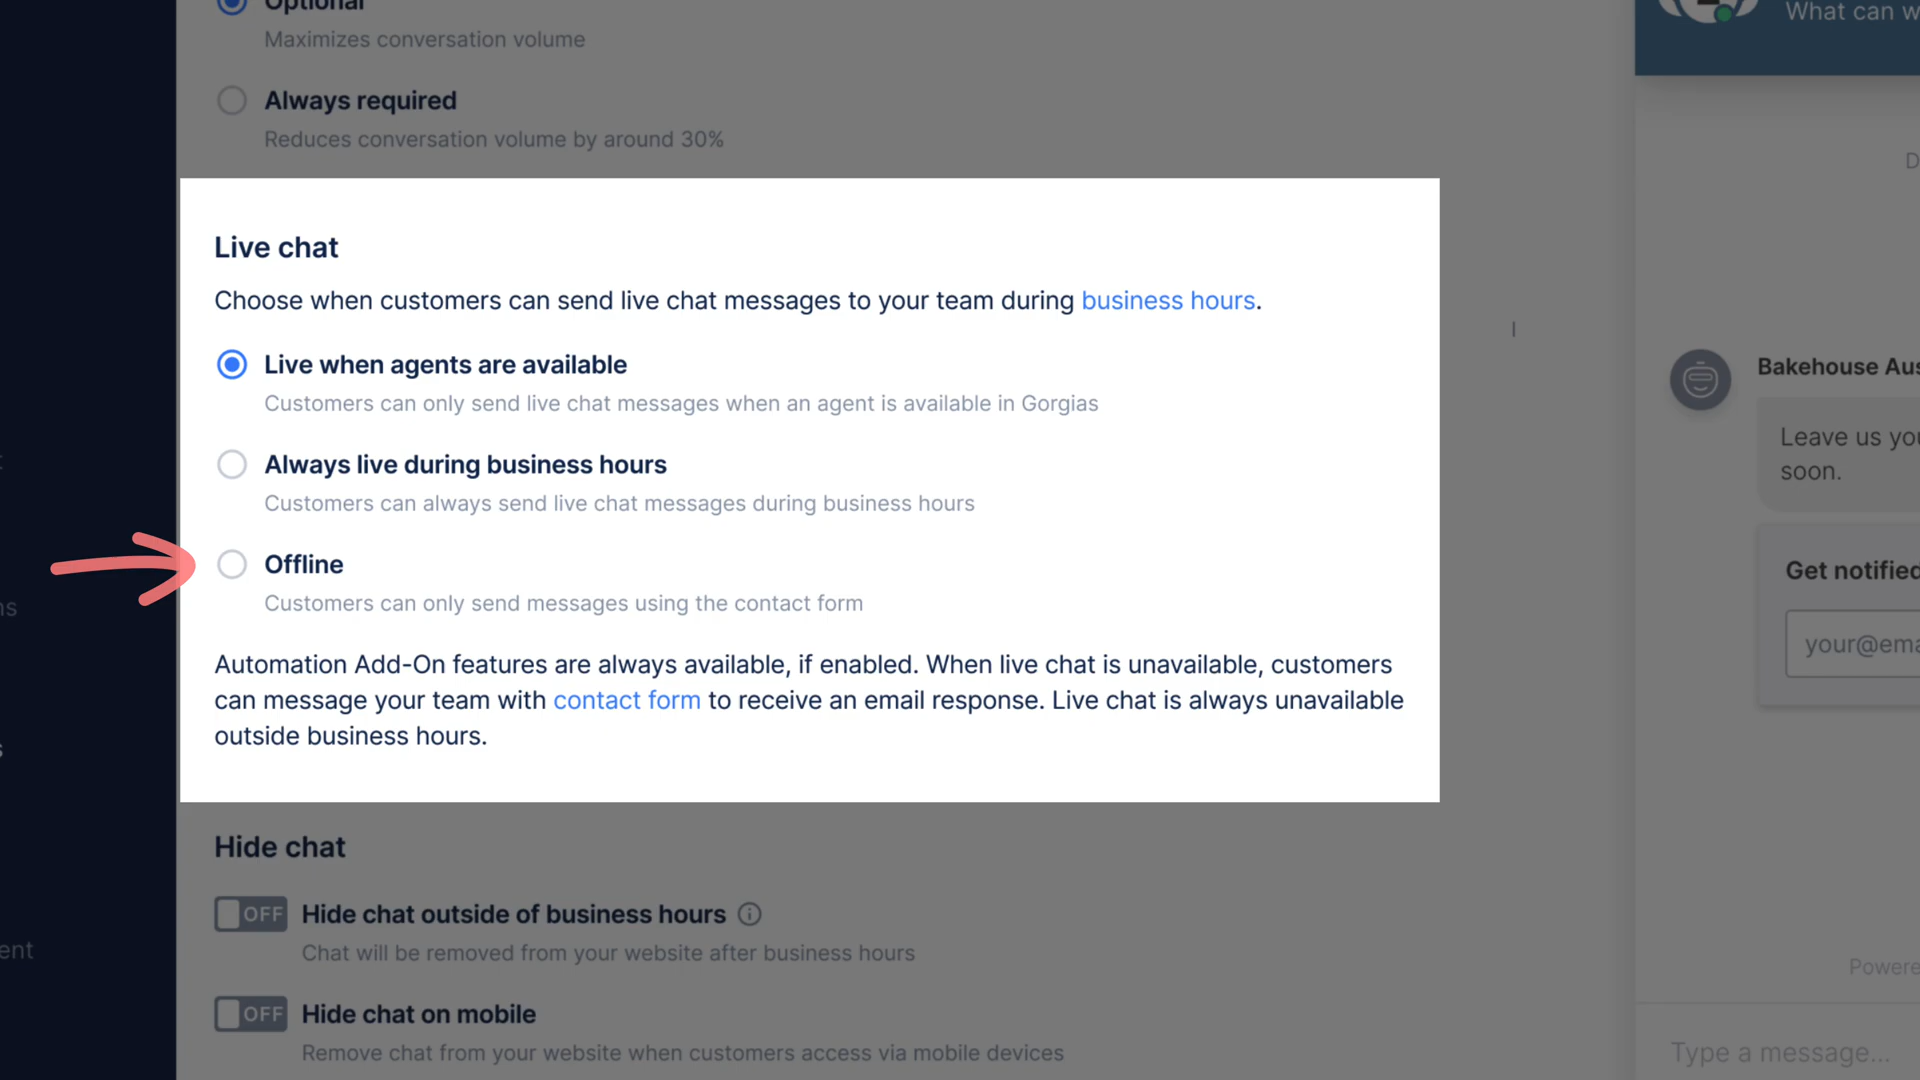 Optional
Maximizes conversation volume
Always required
Reduces conversation volume by around 30%
Live chat
Choose when customers can send live chat messages to your team during business hours.
Live when agents are available
Customers can only send live chat messages when an agent is available in Gorgias
Always live during business hours
Customers can always send live chat messages during business hours
Offline
Customers can only send messages using the contact form
Automation Add-On features are always available, if enabled. When live chat is unavailable, customers
can message your team with contact form to receive an email response. Live chat is always unavailable
outside business hours.
Hide chat
OFF Hide chat outside of business hours
Chat will be removed from your website after business hours
OFF Hide chat on mobile
Remove chat from your website when customers access via mobile devices
What can
Bakehouse
Leave us
soon.
Get notified
Type a message...